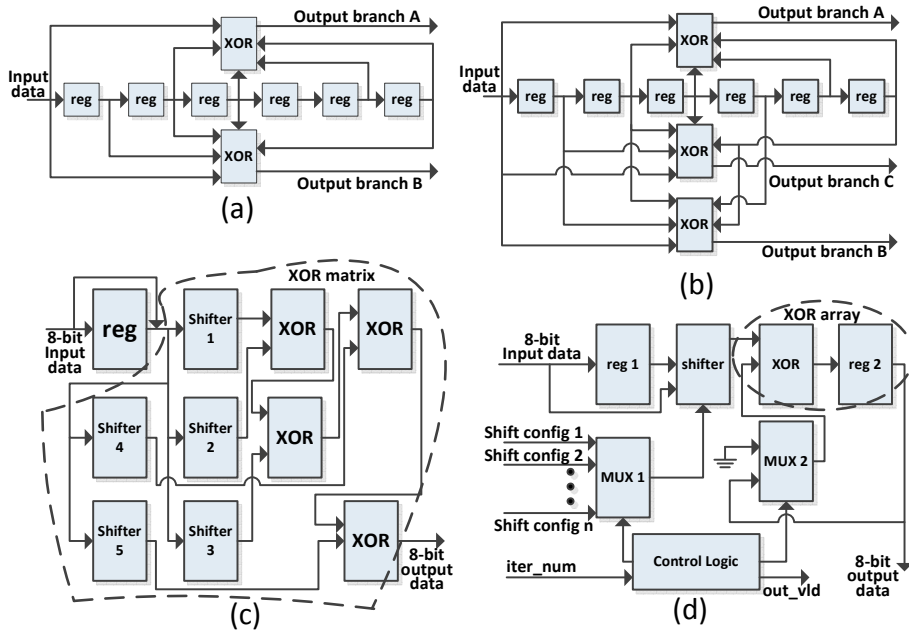 Output branch A
XOR
Input
data
reg
reg
reg
reg
reg
reg
XOR
Output branch B
(a)
Output branch A
XOR
Input
data
reg
reg
reg
reg
reg
reg
XOR
Output branch C
XOR
Output branch B
(b)
XOR matrix
reg
8-bit
Input
data
Shifter
1
XOR
XOR
Shifter
4
Shifter
2
XOR
Shifter
5
Shifter
3
XOR
8-bit
output
data
(c)
XOR array
8-bit
Input data
reg 1
shifter
XOR
reg 2
Shift config 1
Shift config 2
Shift config n
MUX 1
MUX 2
iter_num
Control Logic
out_vld
8-bit
output
data
(d)